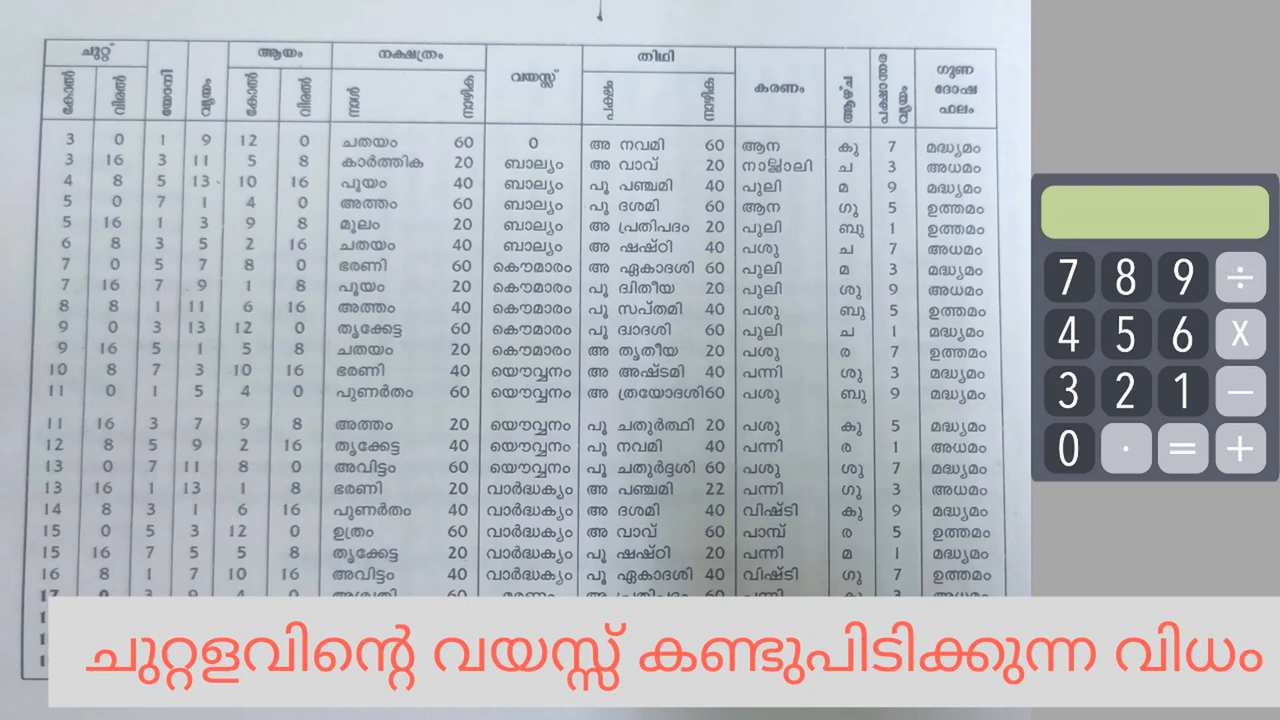 ചുറ്റ് യോനി വ്യയം ആയം നക്ഷത്രം വയസ്സ് തിഥി കരണം ആഴ്ച പക്ഷാന്തര വ്യയം ഗുണ ദോഷ ഫലം
കോൽ വിരൽ കോൽ വിരൽ നാൾ നാഴിക പക്ഷം നാഴിക
3 0 1 9 12 0 ചതയം 60 0 അ നവമി 60 ആന കു 7 മദ്ധ്യമം
3 16 3 11 5 8 കാർത്തിക 20 ബാല്യം അ വാവ് 20 നാല്ക്കാലി ച 3 അധമം
4 8 5 13 10 16 പൂയം 40 ബാല്യം പൂ പഞ്ചമി 40 പുലി മ 9 മദ്ധ്യമം
5 0 7 1 4 0 അത്തം 60 ബാല്യം പൂ ദശമി 60 ആന ഗു 5 ഉത്തമം
5 16 1 3 9 8 മൂലം 20 ബാല്യം അ പ്രതിപദം 20 പുലി ബു 1 ഉത്തമം
6 8 3 5 2 16 ചതയം 40 ബാല്യം അ ഷഷ്ഠി 40 പശു ച 7 അധമം
7 0 5 7 8 0 ഭരണി 60 കൌമാരം അ ഏകാദശി 60 പുലി മ 3 മദ്ധ്യമം
7 16 7 9 1 8 പൂയം 20 കൌമാരം പൂ ദ്വിതീയ 20 പുലി ശു 9 അധമം
8 8 1 11 6 16 അത്തം 40 കൌമാരം പൂ സപ്തമി 40 പശു ബു 5 ഉത്തമം
9 0 3 13 12 0 തൃക്കേട്ട 60 കൌമാരം പൂ ദ്വാദശി 60 പുലി ച 1 മദ്ധ്യമം
9 16 5 1 5 8 ചതയം 20 കൌമാരം അ തൃതീയ 20 പശു ര 7 ഉത്തമം
10 8 7 3 10 16 ഭരണി 40 യൌവ്വനം അ അഷ്ടമി 40 പന്നി ശു 3 മദ്ധ്യമം
11 0 1 5 4 0 പുണർതം 60 യൌവ്വനം അ ത്രയോദശി 60 പശു ബു 9 മദ്ധ്യമം
11 16 3 7 9 8 അത്തം 20 യൌവ്വനം പൂ ചതുർത്ഥി 20 പശു കു 5 മദ്ധ്യമം
12 8 5 9 2 16 തൃക്കേട്ട 40 യൌവ്വനം പൂ നവമി 40 പന്നി ര 1 അധമം
13 0 7 11 8 0 അവിട്ടം 60 യൌവ്വനം പൂ ചതുർദ്ദശി 60 പശു ശു 7 മദ്ധ്യമം
13 16 1 13 1 8 ഭരണി 20 വാർദ്ധക്യം അ പഞ്ചമി 22 പന്നി ഗു 3 അധമം
14 8 3 1 6 16 പുണർതം 40 വാർദ്ധക്യം അ ദശമി 40 വിഷ്ടി കു 9 മദ്ധ്യമം
15 0 5 3 12 0 ഉത്രം 60 വാർദ്ധക്യം അ വാവ് 60 പാമ്പ് ര 5 ഉത്തമം
15 16 7 5 5 8 തൃക്കേട്ട 20 വാർദ്ധക്യം പൂ ഷഷ്ഠി 20 പന്നി മ 1 മദ്ധ്യമം
16 8 1 7 10 16 അവിട്ടം 40 വാർദ്ധക്യം പൂ ഏകാദശി 40 വിഷ്ടി ഗു 7 ഉത്തമം
7 8 9 ÷
4 5 6 X
3 2 1 −
0 · = +
ചുറ്റളവിന്റെ വയസ്സ് കണ്ടുപിടിക്കുന്ന വിധം